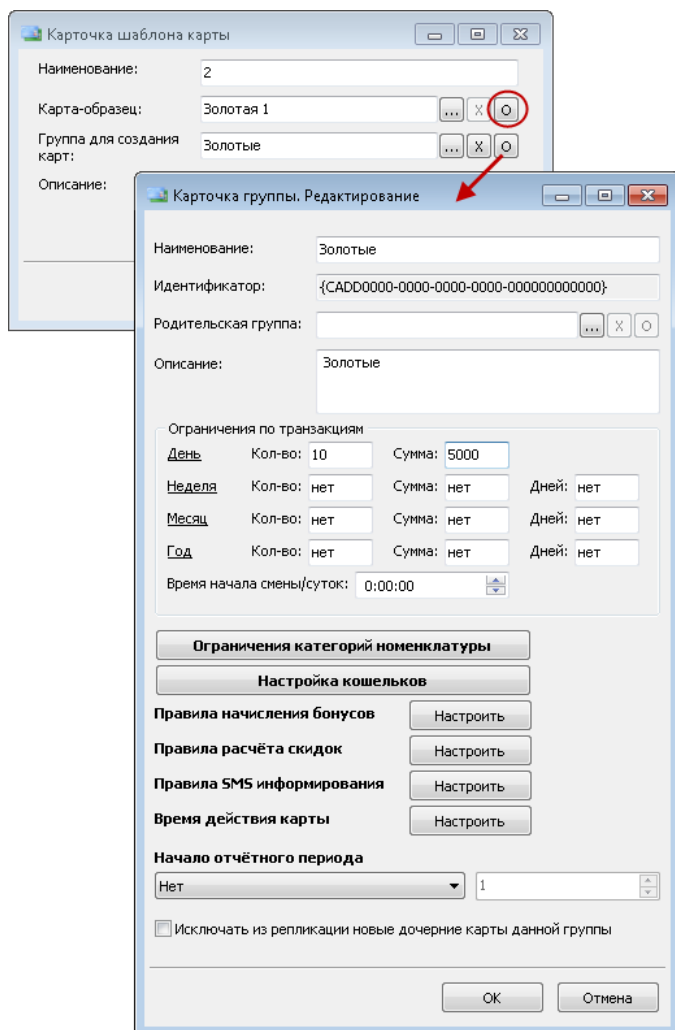 Карточка шаблона карты
Наименование: 2
Карта-образец: Золотая 1 ... X O
Группа для создания карт: Золотые ... X O
Описание:
Карточка группы. Редактирование
Наименование: Золотые
Идентификатор: {CADD0000-0000-0000-0000-000000000000}
Родительская группа: ... X O
Описание: Золотые
Ограничения по транзакциям
День Кол-во: 10 Сумма: 5000
Неделя Кол-во: нет Сумма: нет Дней: нет
Месяц Кол-во: нет Сумма: нет Дней: нет
Год Кол-во: нет Сумма: нет Дней: нет
Время начала смены/суток: 0:00:00
Ограничения категорий номенклатуры
Настройка кошельков
Правила начисления бонусов Настроить
Правила расчёта скидок Настроить
Правила SMS информирования Настроить
Время действия карты Настроить
Начало отчётного периода
Нет 1
Исключать из репликации новые дочерние карты данной группы
OK Отмена